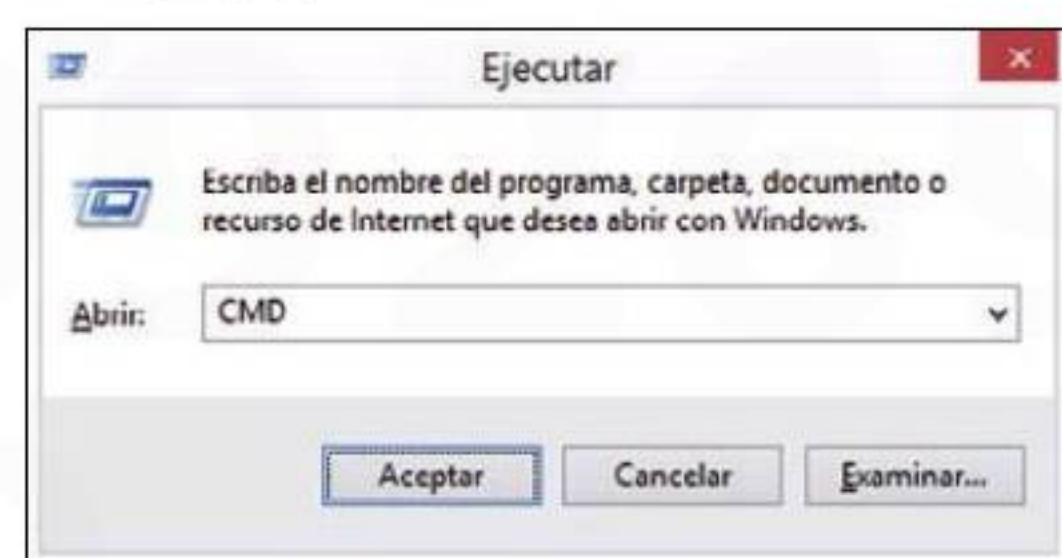 Ejecutar
Escriba el nombre del programa, carpeta, documento o
recurso de Internet que desea abrir con Windows.
Abrir: CMD
Aceptar Cancelar Examinar...